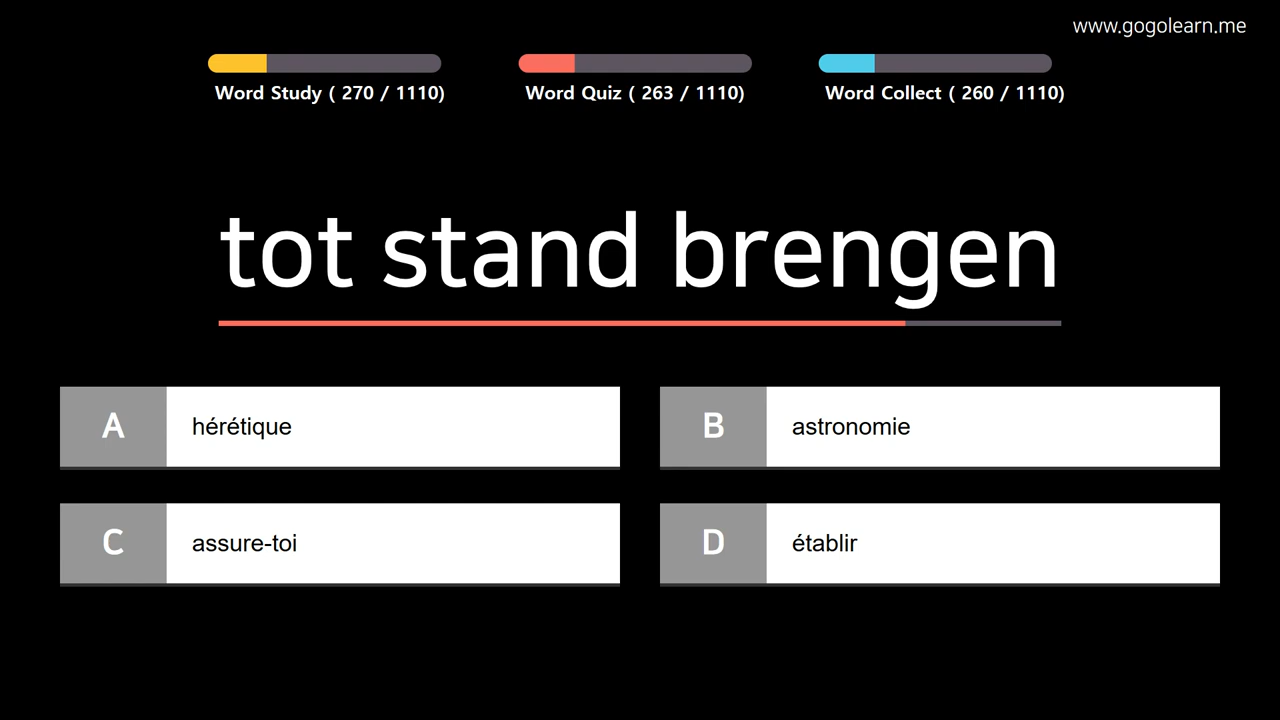 www.gogolearn.me
Word Study ( 270 / 1110)
Word Quiz ( 263 / 1110)
Word Collect ( 260 / 1110)
tot stand brengen
A hérétique
B astronomie
C assure-toi
D établir